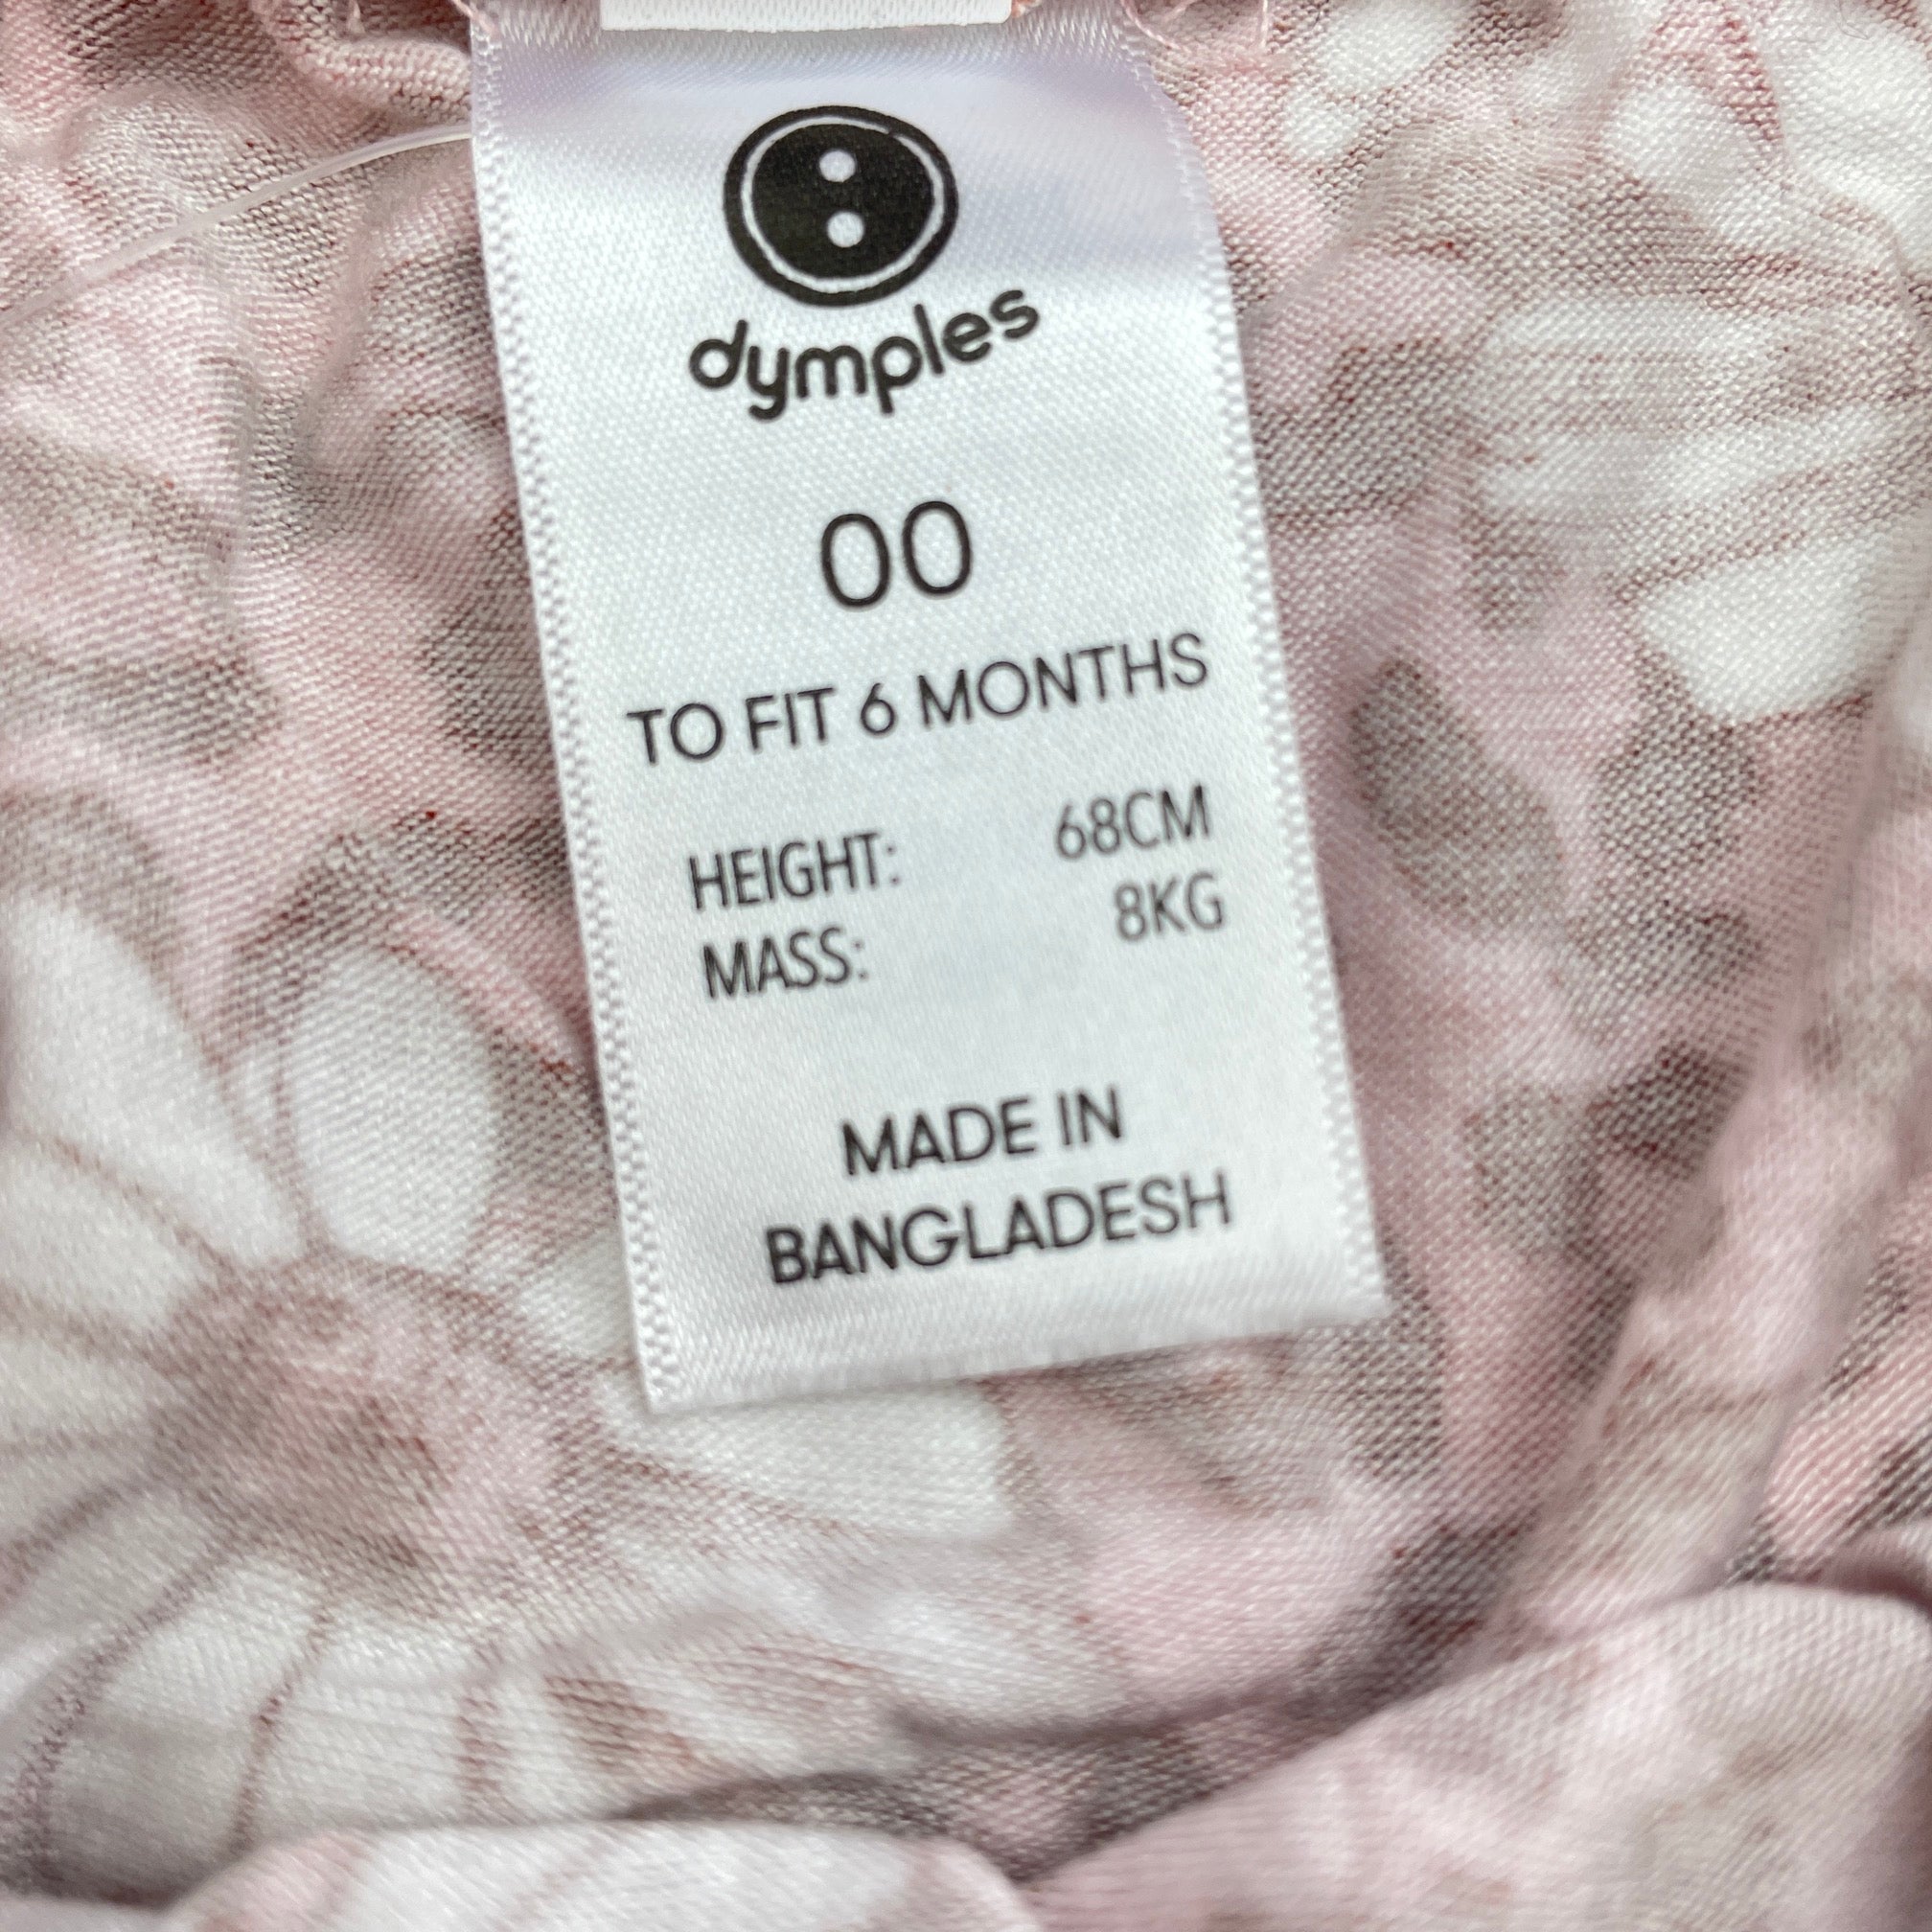 dymples
00
TO FIT 6 MONTHS
HEIGHT: 68CM
MASS: 8KG
MADE IN
BANGLADESH